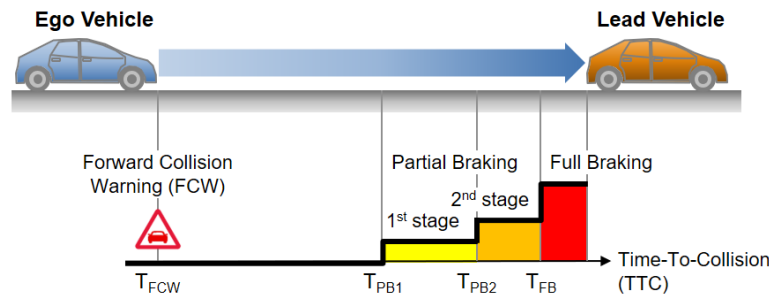 Ego Vehicle
Lead Vehicle
Forward Collision
Warning (FCW)
Partial Braking
Full Braking
2nd stage
1st stage
TFCW
TPB1
TPB2
TFB
Time-To-Collision
(TTC)